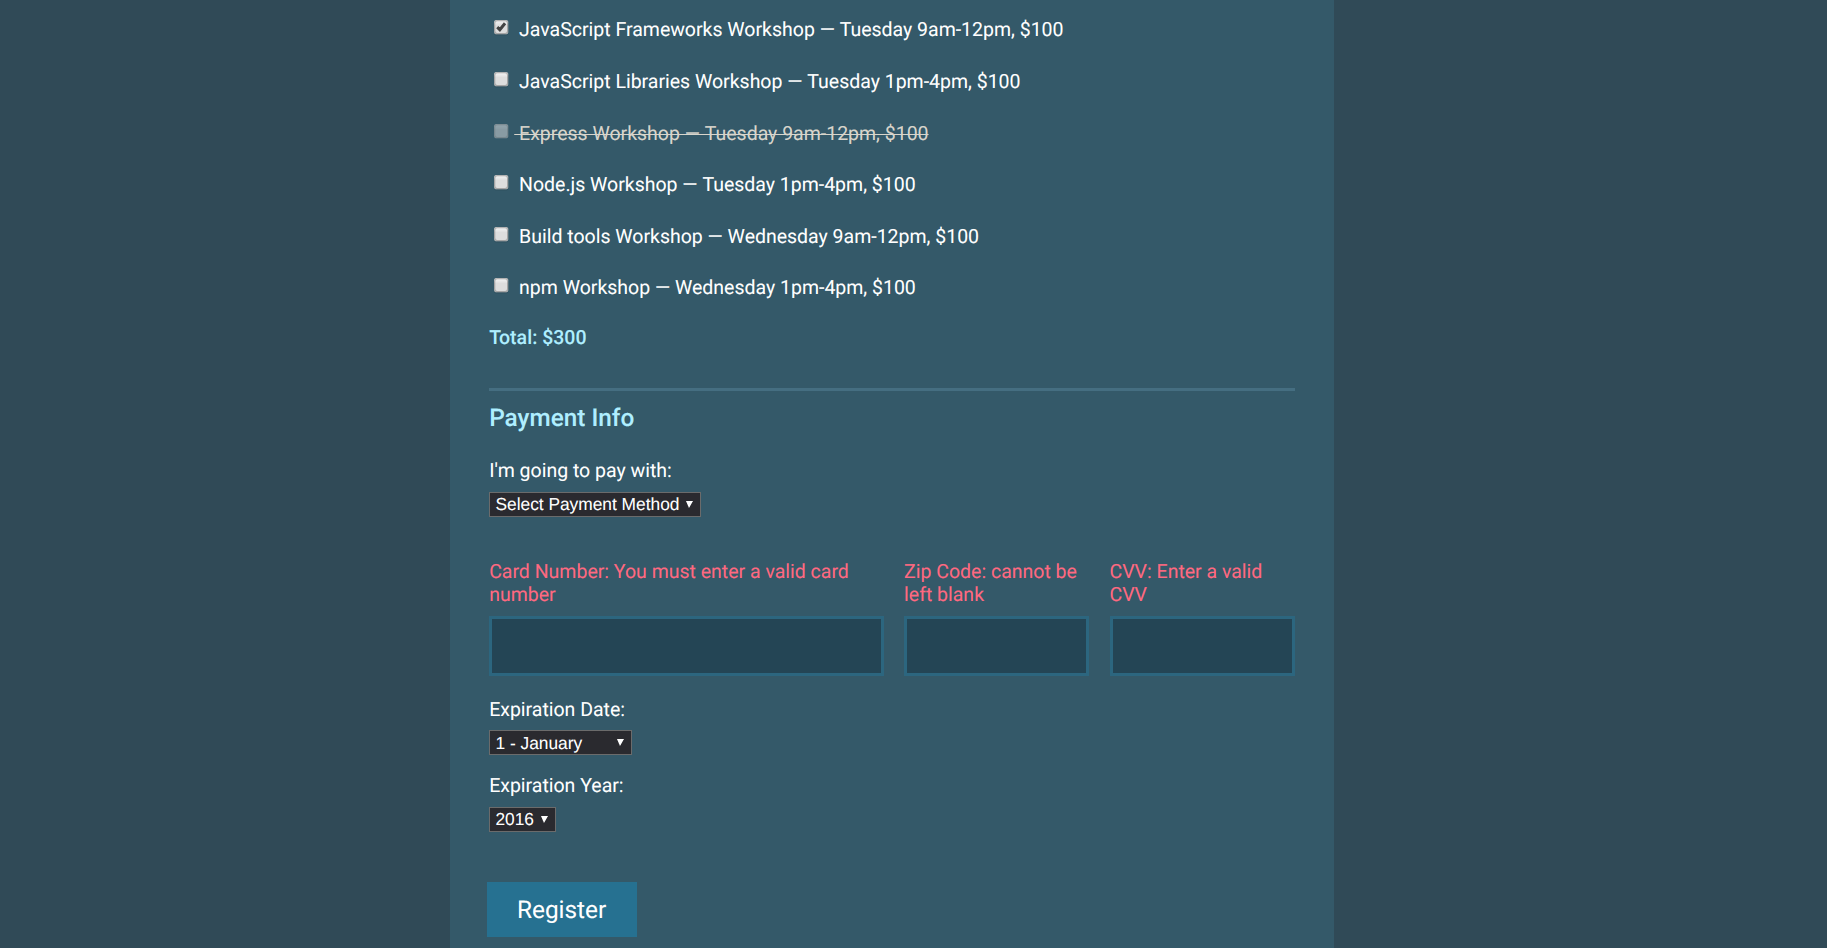 JavaScript Frameworks Workshop — Tuesday 9am-12pm, $100
JavaScript Libraries Workshop — Tuesday 1pm-4pm, $100
Express Workshop — Tuesday 9am-12pm, $100
Node.js Workshop — Tuesday 1pm-4pm, $100
Build tools Workshop — Wednesday 9am-12pm, $100
npm Workshop — Wednesday 1pm-4pm, $100
Total: $300
Payment Info
I'm going to pay with:
Select Payment Method
Card Number: You must enter a valid card
number
Zip Code: cannot be
left blank
CVV: Enter a valid
CVV
Expiration Date:
1 - January
Expiration Year:
2016
Register